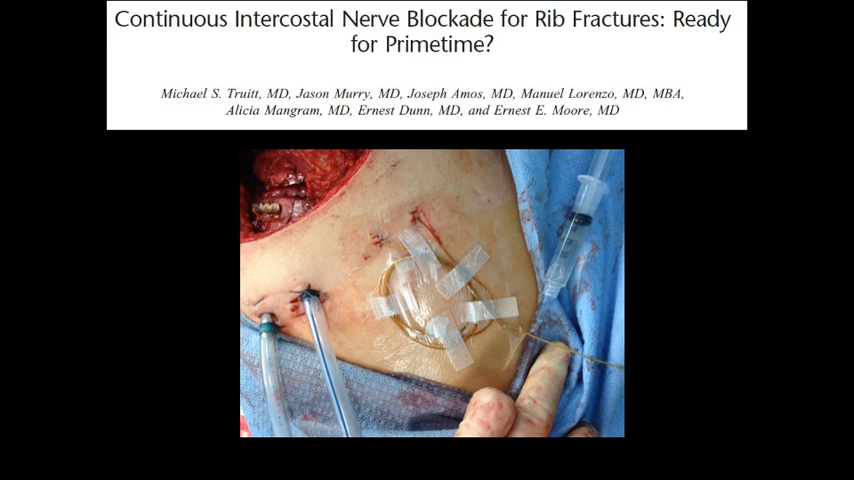 Continuous Intercostal Nerve Blockade for Rib Fractures: Ready
for Primetime?
Michael S. Truitt, MD, Jason Murry, MD, Joseph Amos, MD, Manuel Lorenzo, MD, MBA,
Alicia Mangram, MD, Ernest Dunn, MD, and Ernest E. Moore, MD